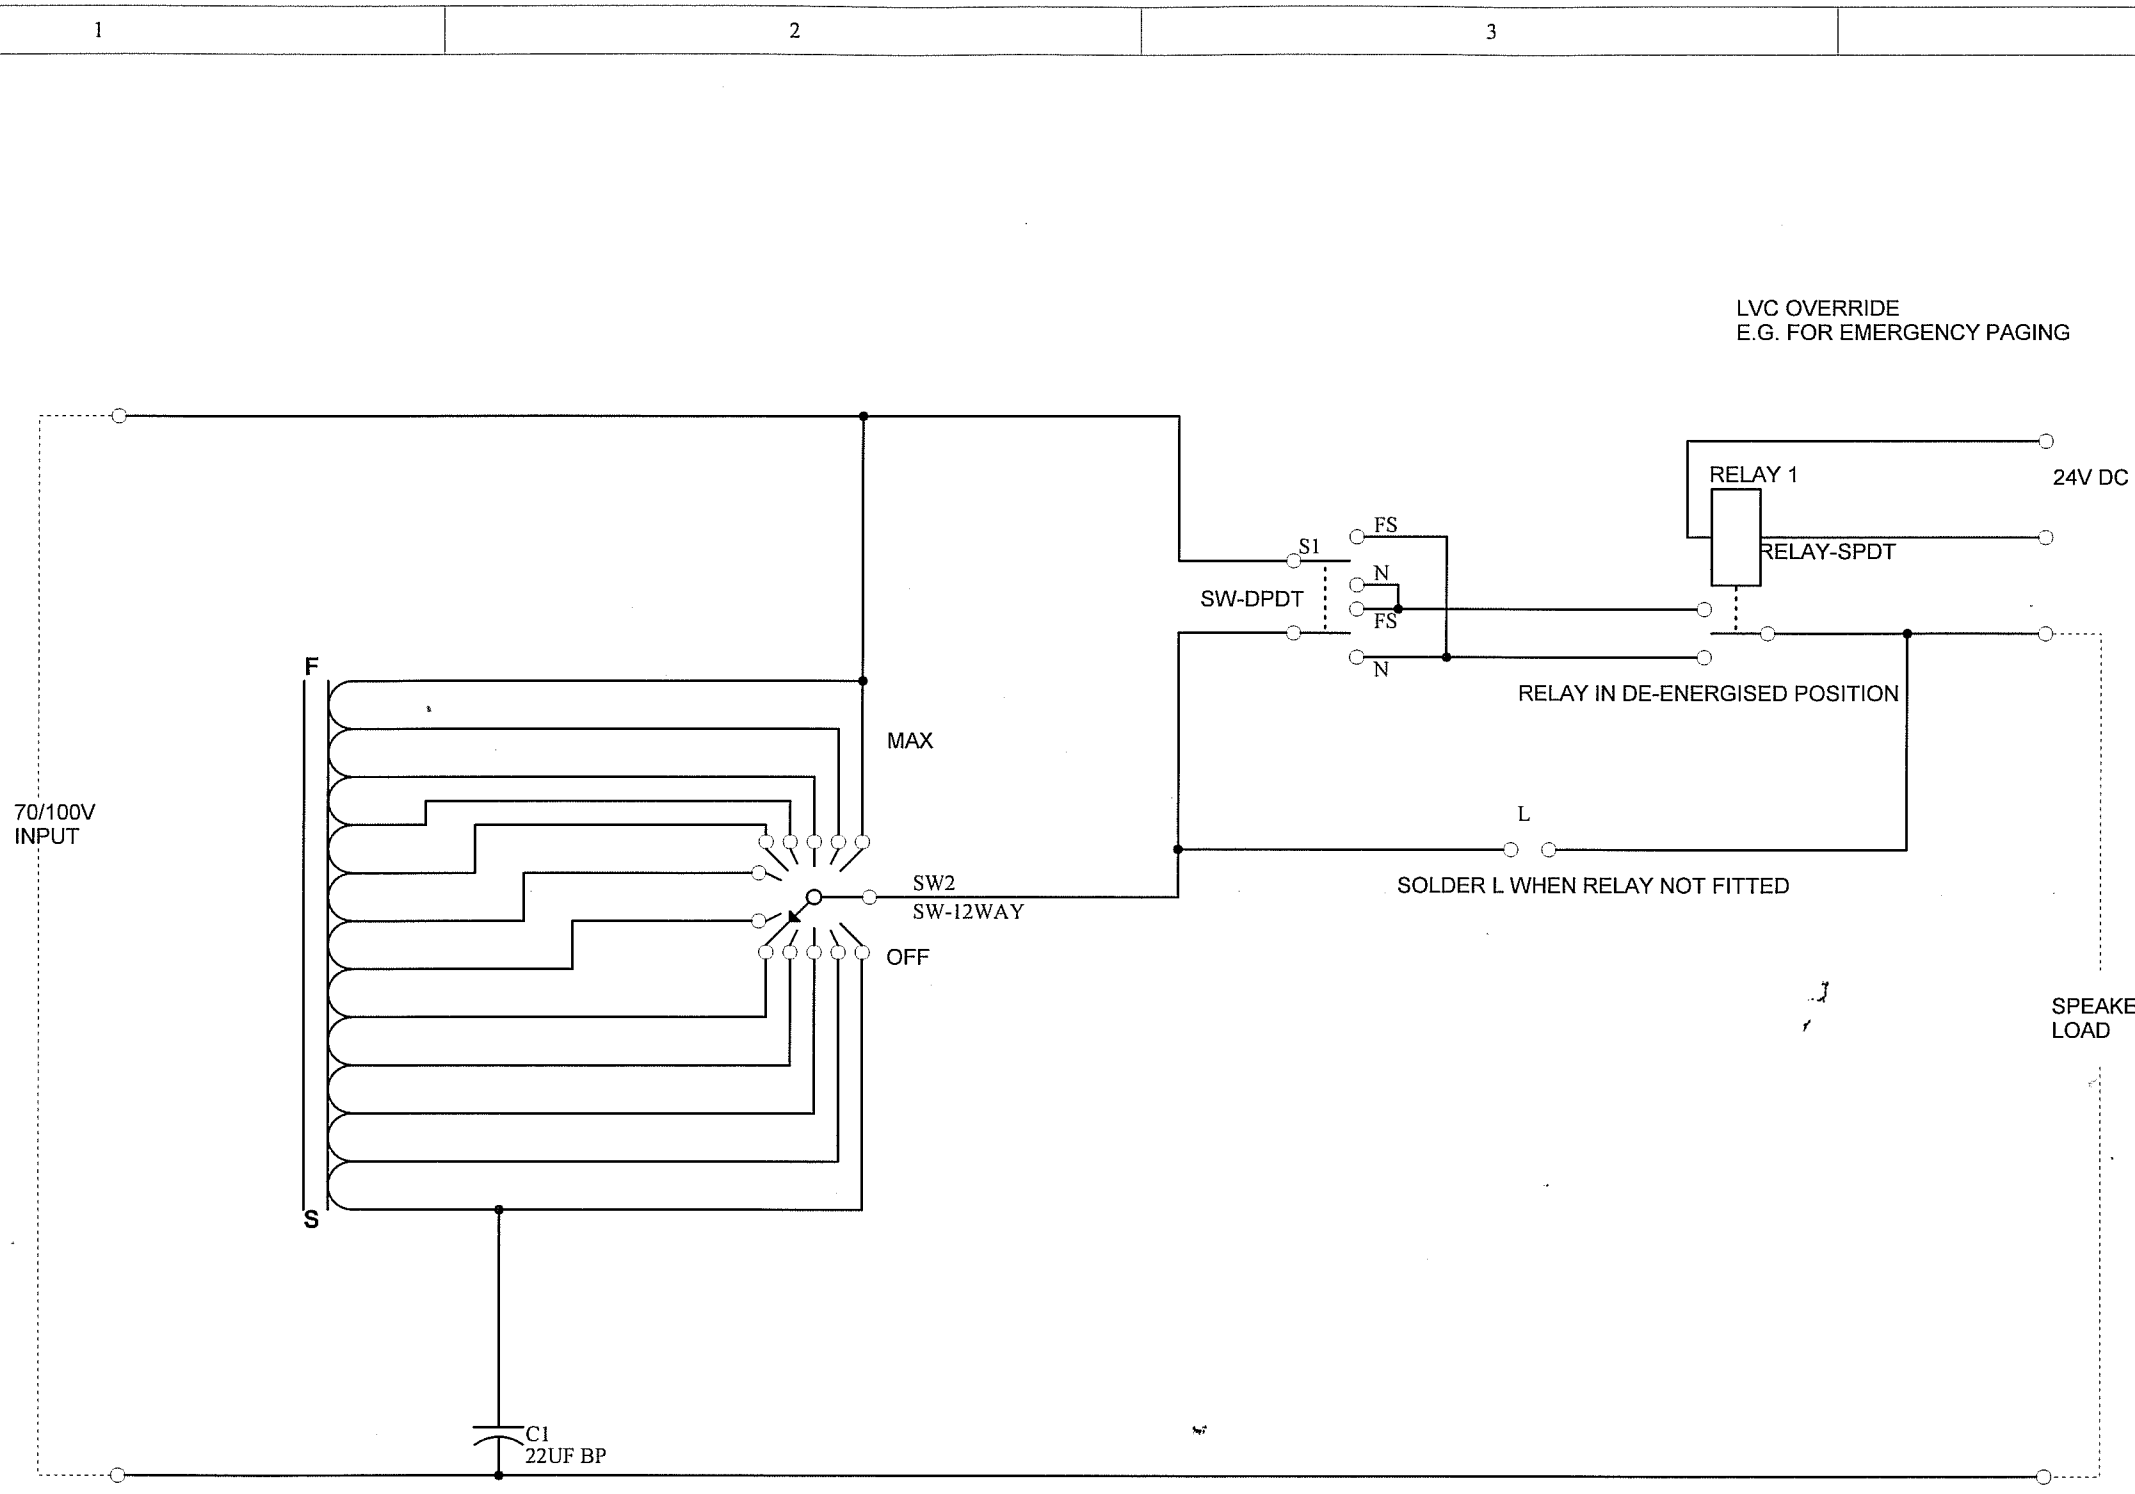 1
2
3
LVC OVERRIDE
E.G. FOR EMERGENCY PAGING
RELAY 1
24V DC
FS
S1
RELAY-SPDT
N
SW-DPDT
FS
F
N
RELAY IN DE-ENERGISED POSITION
MAX
70/100V
INPUT
L
SW2
SOLDER L WHEN RELAY NOT FITTED
SW-12WAY
OFF
SPEAKE
LOAD
S
C1
22UF BP